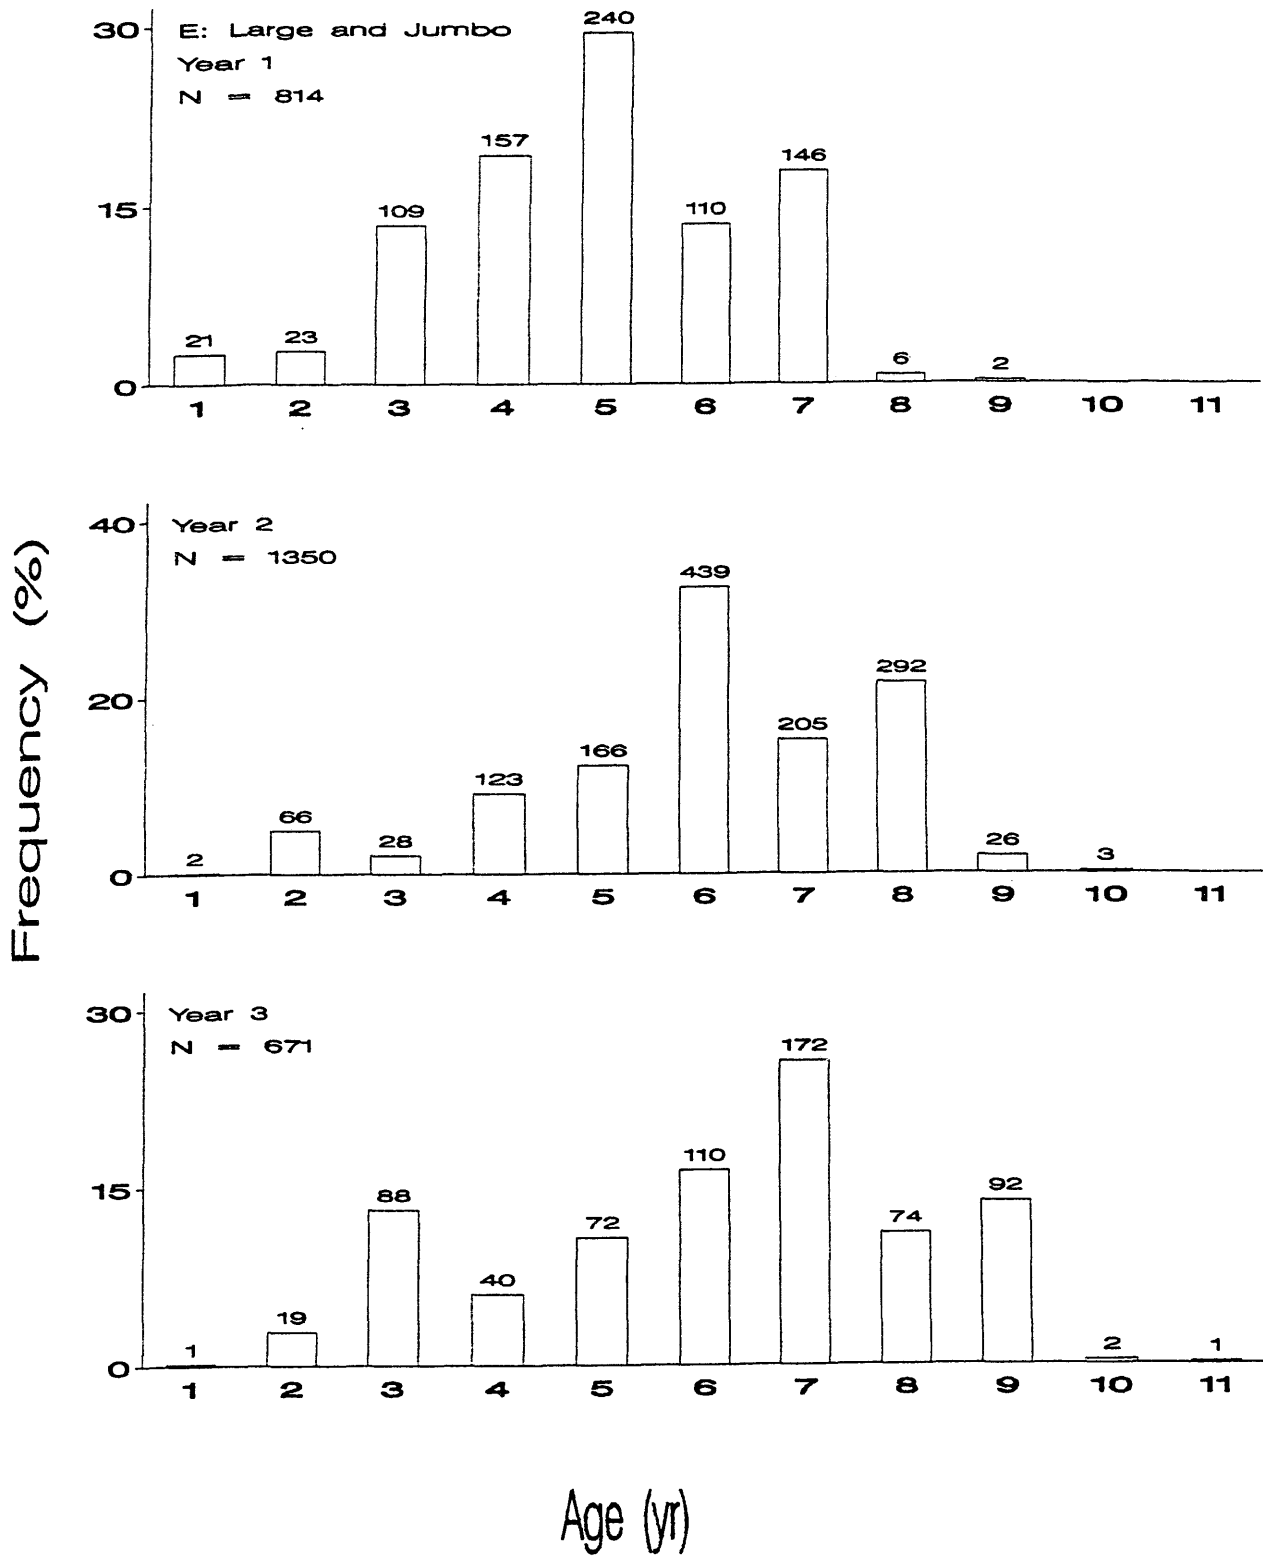 E: Large and Jumbo
Year 1
N = 814
30
15
0
21 23 109 157 240 110 146 6 2
1 2 3 4 5 6 7 8 9 10 11
Frequency (%)
Year 2
N = 1350
40
20
0
2 66 28 123 166 439 205 292 26 3
1 2 3 4 5 6 7 8 9 10 11
Year 3
N = 671
30
15
0
1 19 88 40 72 110 172 74 92 2 1
1 2 3 4 5 6 7 8 9 10 11
Age (yr)